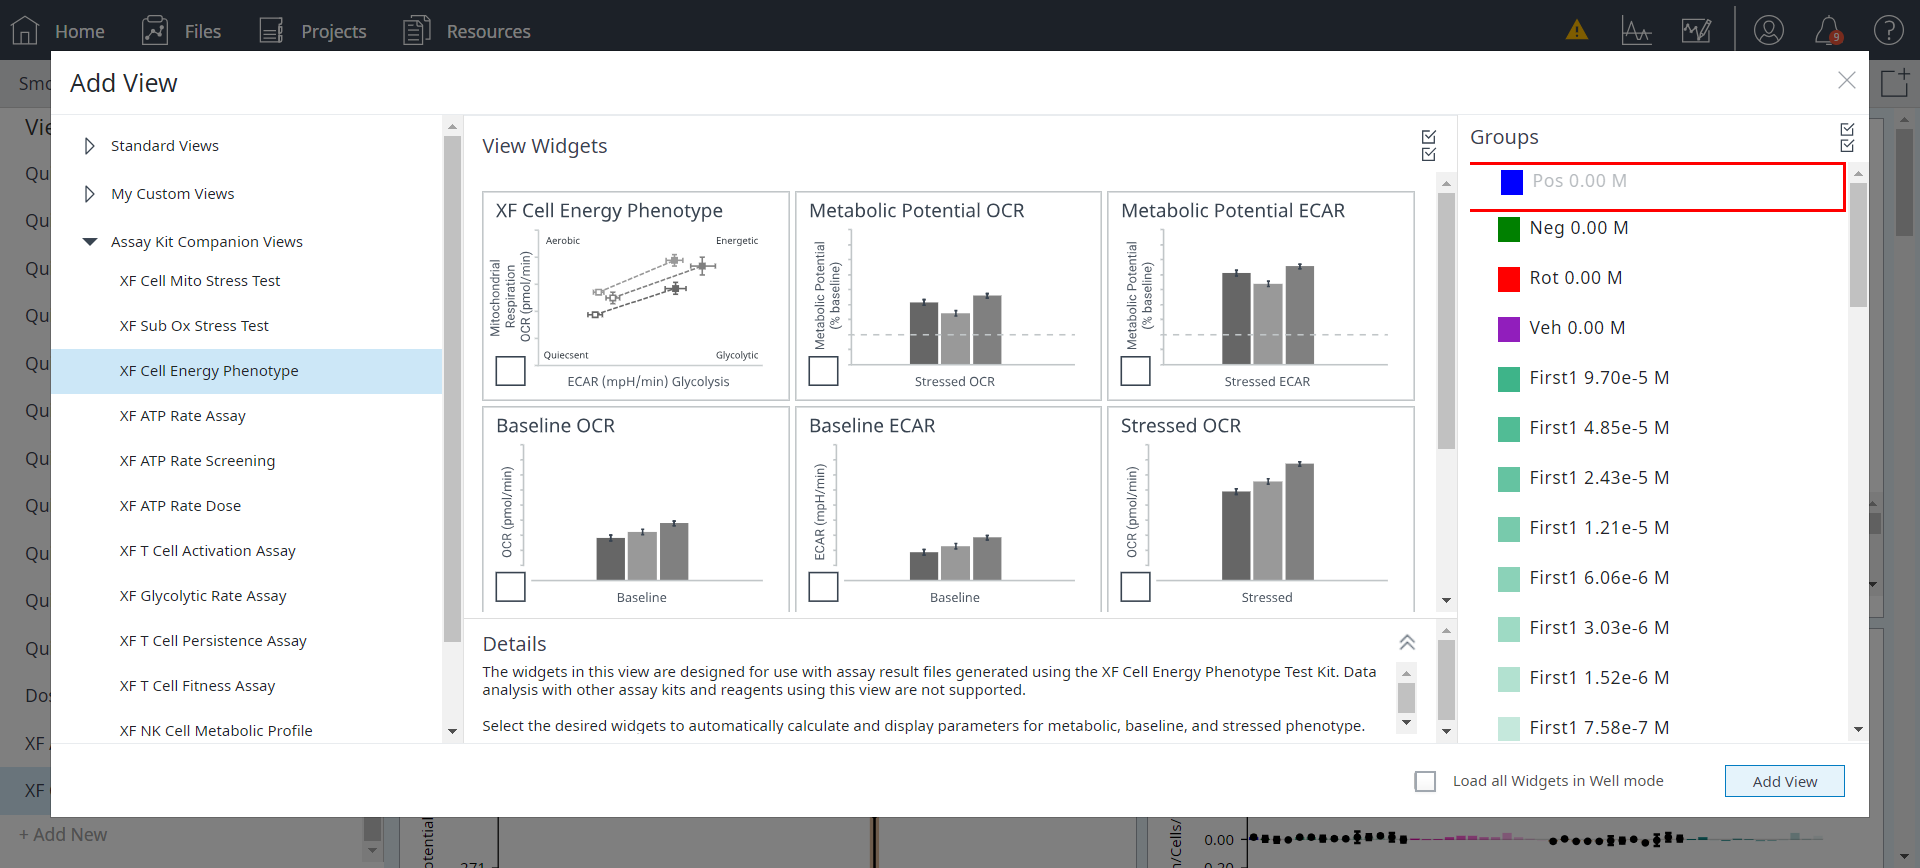 Home
Files
Projects
Resources
9
Add View
Standard Views
My Custom Views
Assay Kit Companion Views
XF Cell Mito Stress Test
XF Sub Ox Stress Test
XF Cell Energy Phenotype
XF ATP Rate Assay
XF ATP Rate Screening
XF ATP Rate Dose
XF T Cell Activation Assay
XF Glycolytic Rate Assay
XF T Cell Persistence Assay
XF T Cell Fitness Assay
XF NK Cell Metabolic Profile
View Widgets
XF Cell Energy Phenotype
Aerobic
Energetic
Mitochondrial
Respiration
OCR (pmol/min)
Quiecsent
Glycolytic
ECAR (mpH/min) Glycolysis
Metabolic Potential OCR
Metabolic Potential
(% baseline)
Stressed OCR
Metabolic Potential ECAR
Metabolic Potential
(% baseline)
Stressed ECAR
Baseline OCR
OCR (pmol/min)
Baseline
Baseline ECAR
ECAR (mpH/min)
Baseline
Stressed OCR
OCR (pmol/min)
Stressed
Details
The widgets in this view are designed for use with assay result files generated using the XF Cell Energy Phenotype Test Kit. Data
analysis with other assay kits and reagents using this view are not supported.
Select the desired widgets to automatically calculate and display parameters for metabolic, baseline, and stressed phenotype.
Groups
Pos 0.00 M
Neg 0.00 M
Rot 0.00 M
Veh 0.00 M
First1 9.70e-5 M
First1 4.85e-5 M
First1 2.43e-5 M
First1 1.21e-5 M
First1 6.06e-6 M
First1 3.03e-6 M
First1 1.52e-6 M
First1 7.58e-7 M
Load all Widgets in Well mode
Add View
Smo
Vie
Qu
Qu
Qu
Qu
Qu
Qu
Qu
Qu
Qu
Qu
Qu
Dos
XF
XF
+ Add New
otential
271
n/Cells/
0.00
0.20